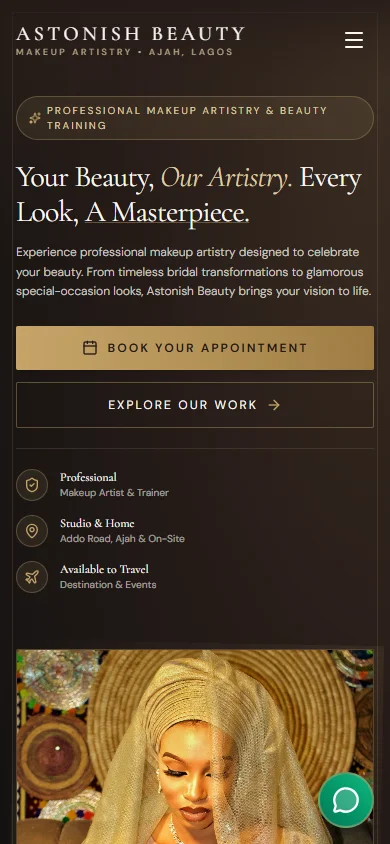 ASTONISH BEAUTY
MAKEUP ARTISTRY • AJAH, LAGOS
PROFESSIONAL MAKEUP ARTISTRY & BEAUTY
TRAINING
Your Beauty, Our Artistry. Every
Look, A Masterpiece.
Experience professional makeup artistry designed to celebrate
your beauty. From timeless bridal transformations to glamorous
special-occasion looks, Astonish Beauty brings your vision to life.
BOOK YOUR APPOINTMENT
EXPLORE OUR WORK →
Professional
Makeup Artist & Trainer
Studio & Home
Addo Road, Ajah & On-Site
Available to Travel
Destination & Events